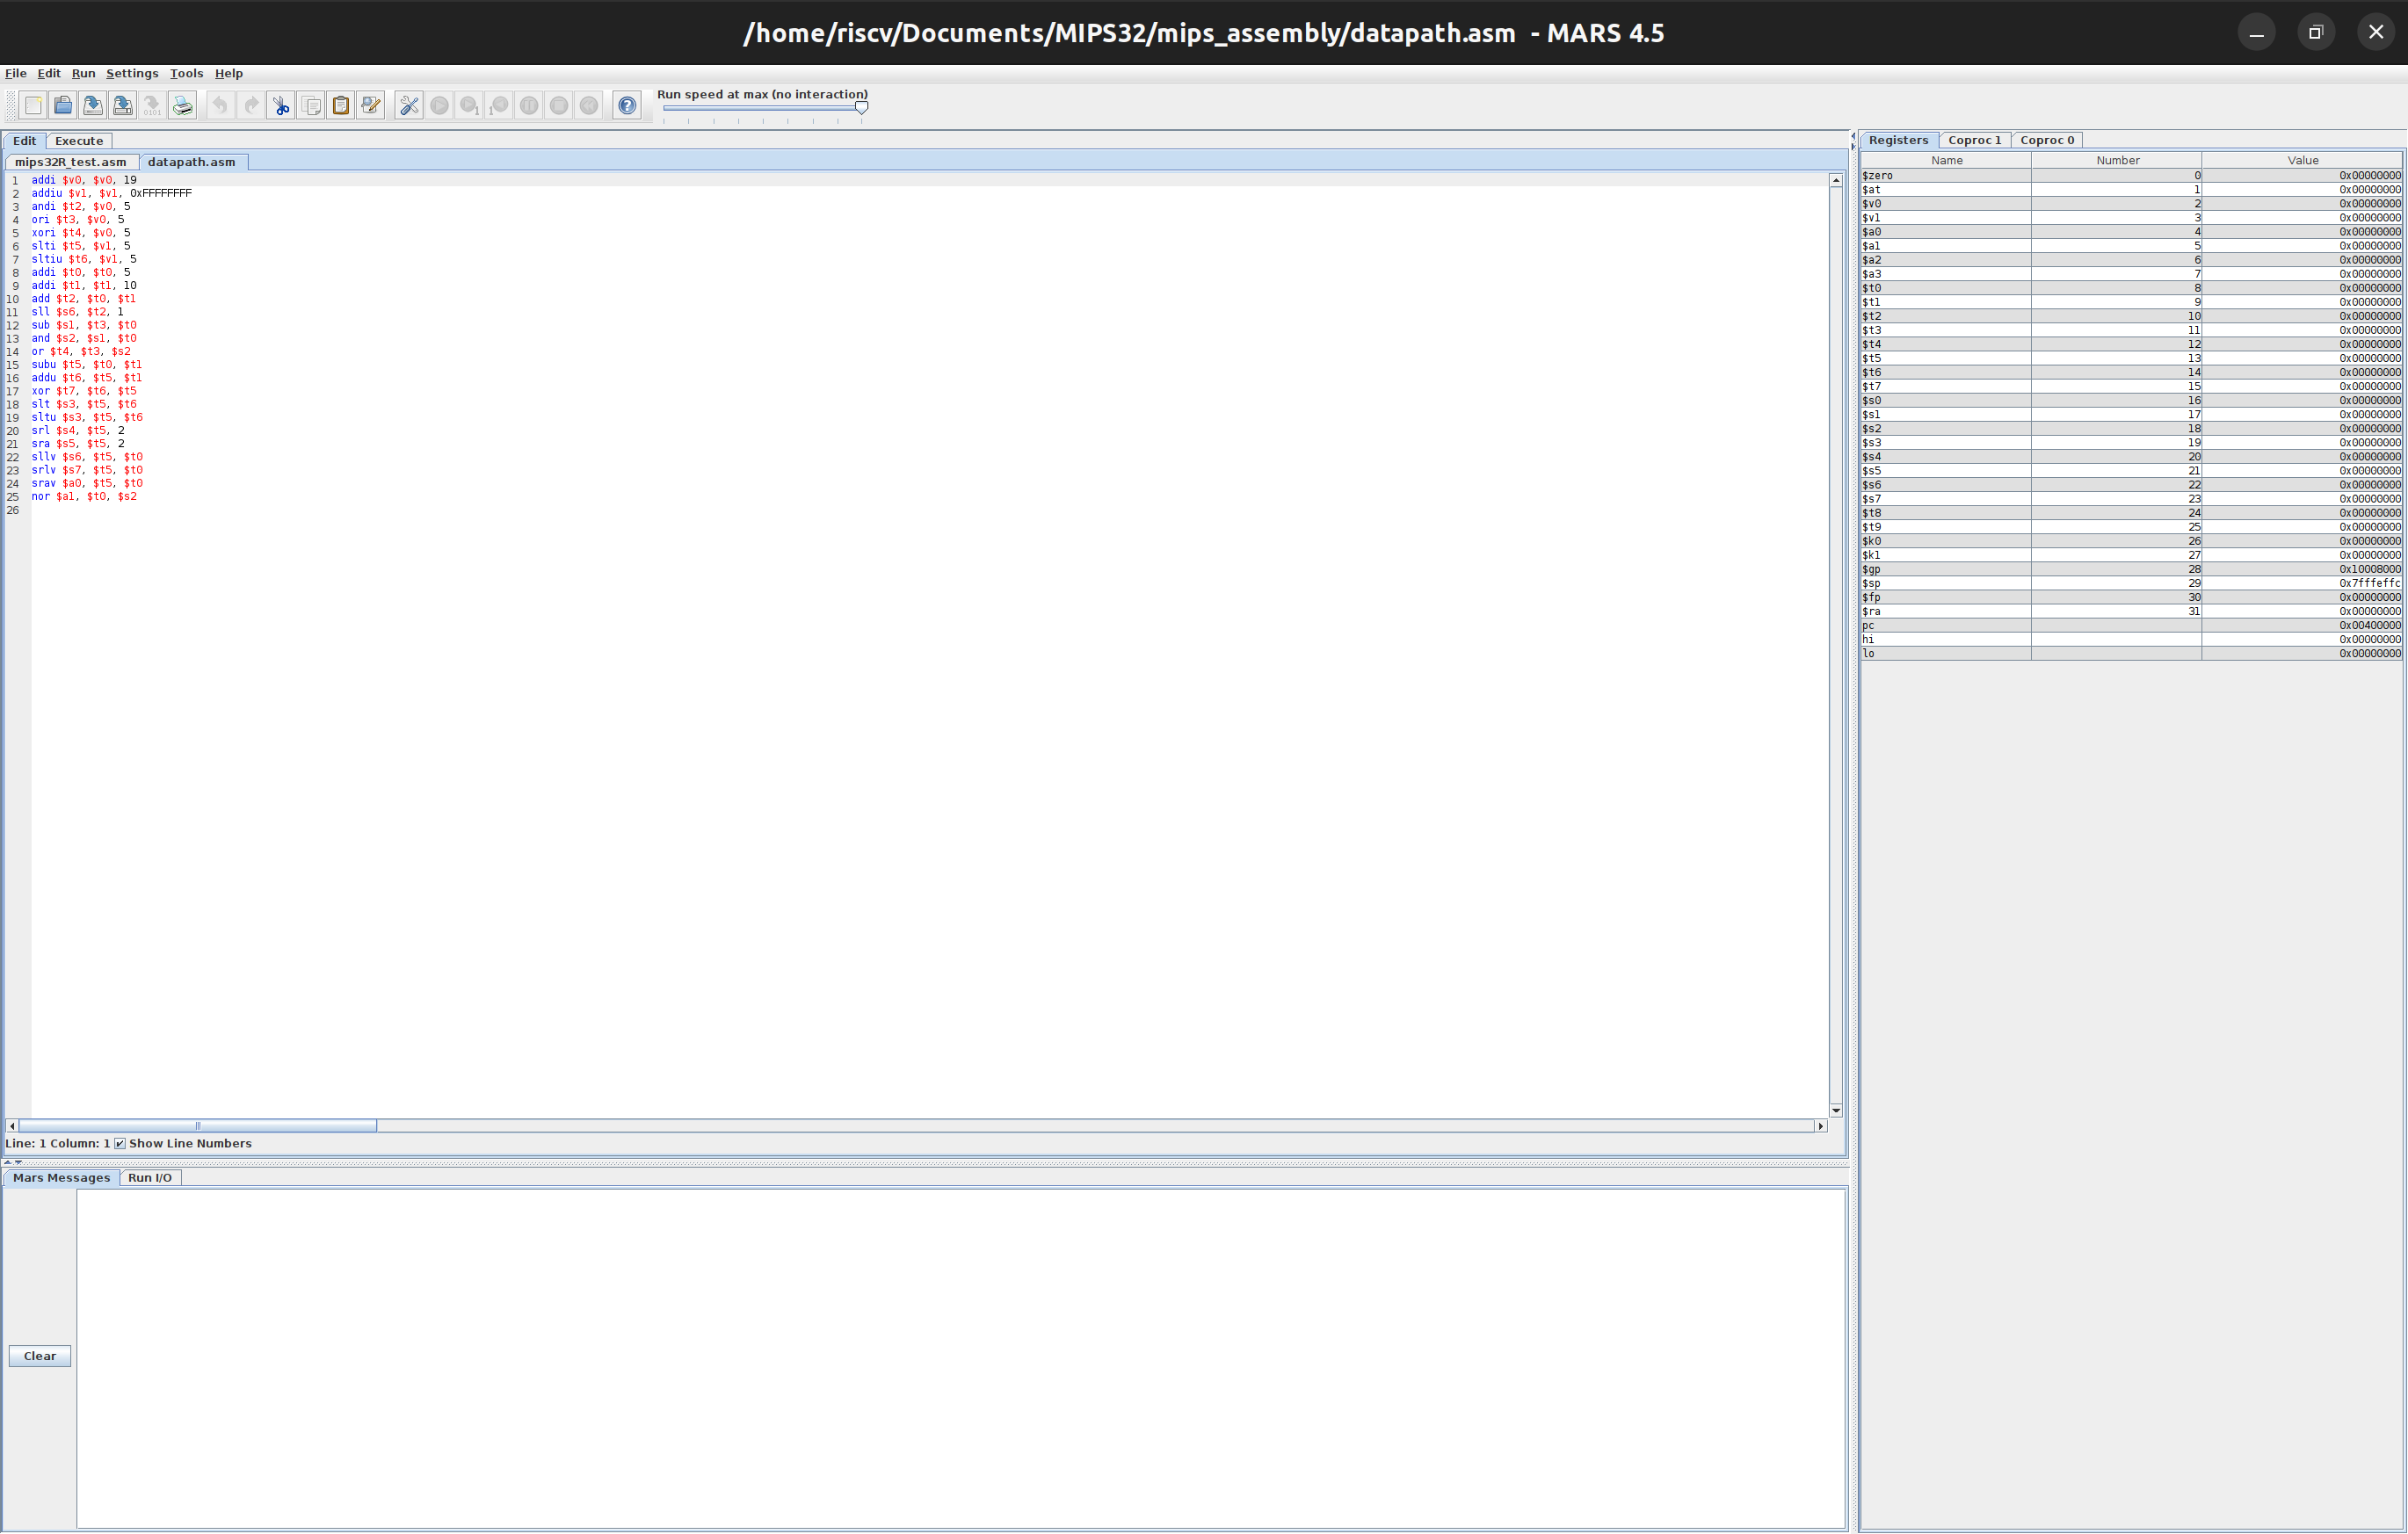 /home/riscv/Documents/MIPS32/mips_assembly/datapath.asm - MARS 4.5
File Edit Run Settings Tools Help
Run speed at max (no interaction)
Edit Execute
mips32R_test.asm datapath.asm
1 addi $v0, $v0, 19
2 addiu $v1, $v1, 0xFFFFFFFF
3 andi $t2, $v0, 5
4 ori $t3, $v0, 5
5 xori $t4, $v0, 5
6 slti $t5, $v1, 5
7 sltiu $t6, $v1, 5
8 addi $t0, $t0, 5
9 addi $t1, $t1, 10
10 add $t2, $t0, $t1
11 sll $s6, $t2, 1
12 sub $s1, $t3, $t0
13 and $s2, $s1, $t0
14 or $t4, $t3, $s2
15 subu $t5, $t0, $t1
16 addu $t6, $t5, $t1
17 xor $t7, $t6, $t5
18 slt $s3, $t5, $t6
19 sltu $s3, $t5, $t6
20 srl $s4, $t5, 2
21 sra $s5, $t5, 2
22 sllv $s6, $t5, $t0
23 srlv $s7, $t5, $t0
24 srav $a0, $t5, $t0
25 nor $a1, $t0, $s2
26
Line: 1 Column: 1 Show Line Numbers
Mars Messages Run I/O
Clear
Registers Coproc 1 Coproc 0
Name Number Value
$zero 0 0x00000000
$at 1 0x00000000
$v0 2 0x00000000
$v1 3 0x00000000
$a0 4 0x00000000
$a1 5 0x00000000
$a2 6 0x00000000
$a3 7 0x00000000
$t0 8 0x00000000
$t1 9 0x00000000
$t2 10 0x00000000
$t3 11 0x00000000
$t4 12 0x00000000
$t5 13 0x00000000
$t6 14 0x00000000
$t7 15 0x00000000
$s0 16 0x00000000
$s1 17 0x00000000
$s2 18 0x00000000
$s3 19 0x00000000
$s4 20 0x00000000
$s5 21 0x00000000
$s6 22 0x00000000
$s7 23 0x00000000
$t8 24 0x00000000
$t9 25 0x00000000
$k0 26 0x00000000
$k1 27 0x00000000
$gp 28 0x10008000
$sp 29 0x7fffeffc
$fp 30 0x00000000
$ra 31 0x00000000
pc 0x00400000
hi 0x00000000
lo 0x00000000